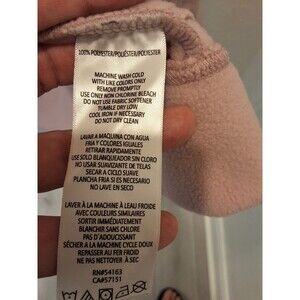 100% POLYESTER/POLIÉSTER/POLYESTER
MACHINE WASH COLD
WITH LIKE COLORS ONLY
REMOVE PROMPTLY
USE ONLY NON CHLORINE BLEACH
DO NOT USE FABRIC SOFTENER
TUMBLE DRY LOW
COOL IRON IF NECESSARY
DO NOT DRY CLEAN
LAVAR A MAQUINA CON AGUA
FRIA Y COLORES IGUALES
RETIRAR RAPIDAMENTE
USE SOLO BLANQUEADOR SIN CLORO
NO USAR SUAVIZANTE DE TELAS
SECAR A CICLO SUAVE
PLANCHA FRIA SI ES NECESARIO
NO LAVE EN SECO
LAVER À LA MACHINE À L'EAU FROIDE
AVEC COULEURS SIMILAIRES
IMMÉDIATEMENT
BLANCHIR SANS CHLORE
PAS D'ADOUCISSANT
SÉCHER A LA MACHINE CYCLE DOUX
REPASSER AU FER FROID
NE PAS NETTOYER À SEC
RN#54163
CA#57151